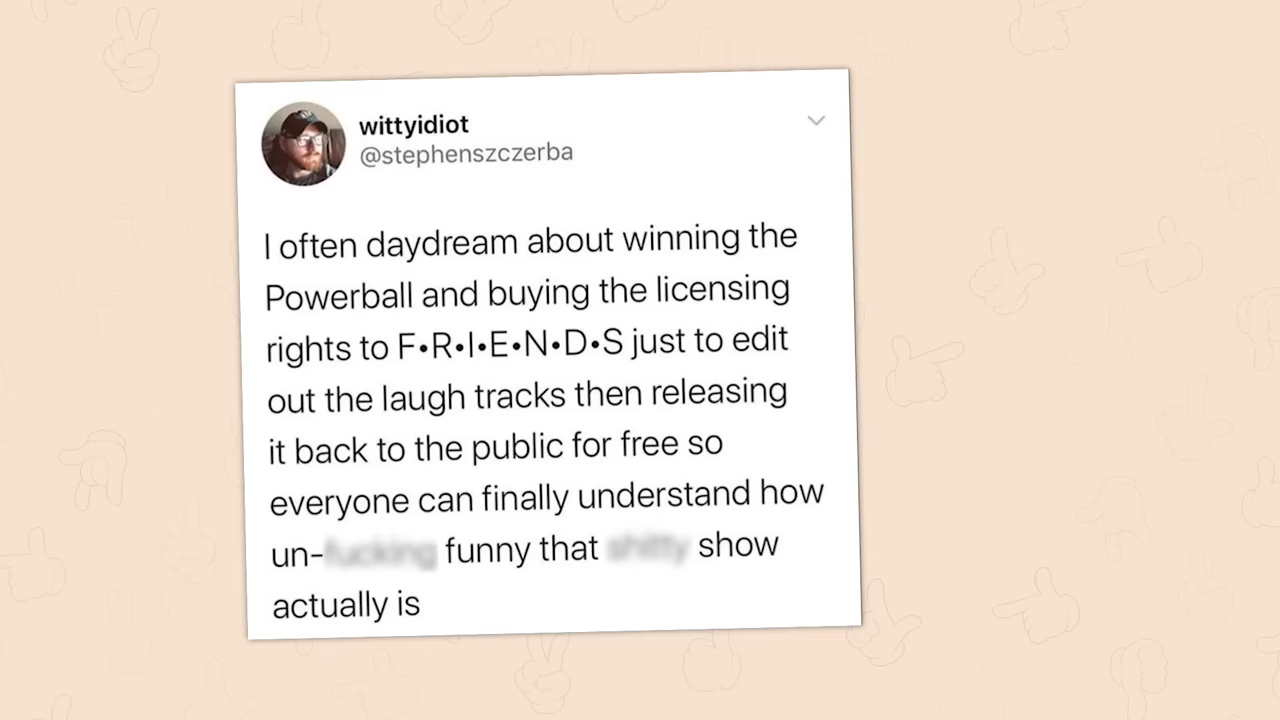 wittyidiot
@stephenszczerba
I often daydream about winning the
Powerball and buying the licensing
rights to F•R•I•E•N•D•S just to edit
out the laugh tracks then releasing
it back to the public for free so
everyone can finally understand how
un-fucking funny that shitty show
actually is